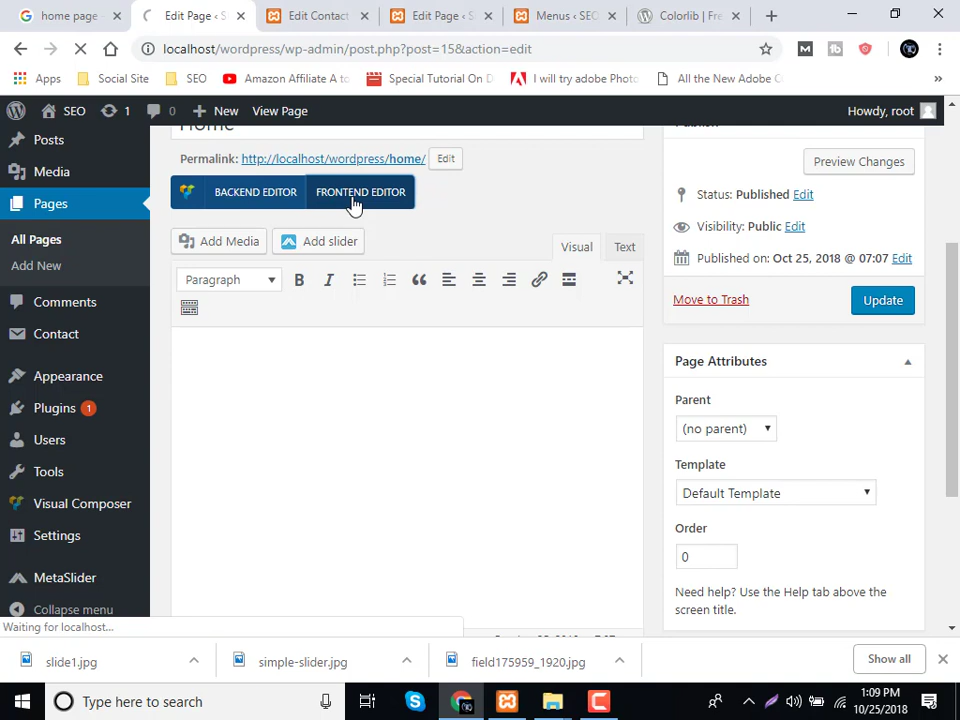 home page -
Edit Page < S
Edit Contact
Edit Page < S
Menus < SEO
Colorlib | Fre
localhost/wordpress/wp-admin/post.php?post=15&action=edit
Apps
Social Site
SEO
Amazon Affiliate A to
Special Tutorial On D
I will try adobe Photo
All the New Adobe C
SEO
1
0
New
View Page
Howdy, root
Posts
Media
Pages
All Pages
Add New
Comments
Contact
Appearance
Plugins 1
Users
Tools
Visual Composer
Settings
MetaSlider
Collapse menu
Home
Permalink: http://localhost/wordpress/home/ Edit
BACKEND EDITOR
FRONTEND EDITOR
Add Media
Add slider
Visual
Text
Paragraph
B
I
Publish
Preview Changes
Status: Published Edit
Visibility: Public Edit
Published on: Oct 25, 2018 @ 07:07 Edit
Move to Trash
Update
Page Attributes
Parent
(no parent)
Template
Default Template
Order
0
Need help? Use the Help tab above the
screen title.
Waiting for localhost...
slide1.jpg
simple-slider.jpg
field175959_1920.jpg
Show all
Type here to search
1:09 PM
10/25/2018